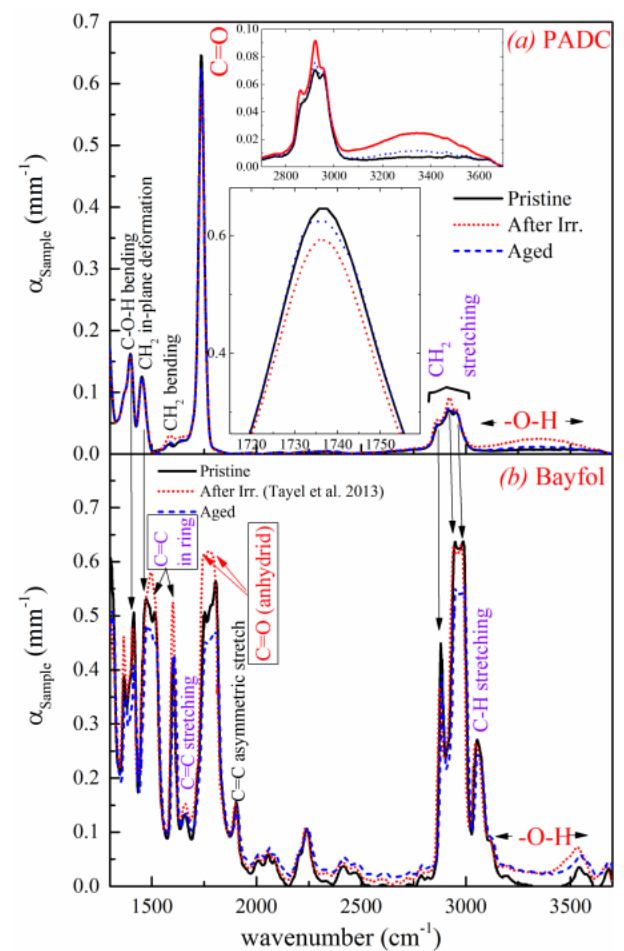 (a) PADC
C=O
0.7
0.6
0.5
0.4
0.3
0.2
0.1
0.0
α_Sample (mm⁻¹)
0.10
0.08
0.06
0.04
0.02
0.00
2800 3000 3200 3400 3600
0.6
0.4
1720 1730 1740 1750
Pristine
After Irr.
Aged
C-O-H bending
CH₂ in-plane deformation
CH₂ bending
CH₂
stretching
-O-H
(b) Bayfol
Pristine
After Irr. (Tayel et al. 2013)
Aged
0.7
0.6
0.5
0.4
0.3
0.2
0.1
0.0
α_Sample (mm⁻¹)
C=C
in ring
C=C stretching
C=O (anhydrid)
C=C asymmetric stretch
C-H stretching
-O-H
1500 2000 2500 3000 3500
wavenumber (cm⁻¹)